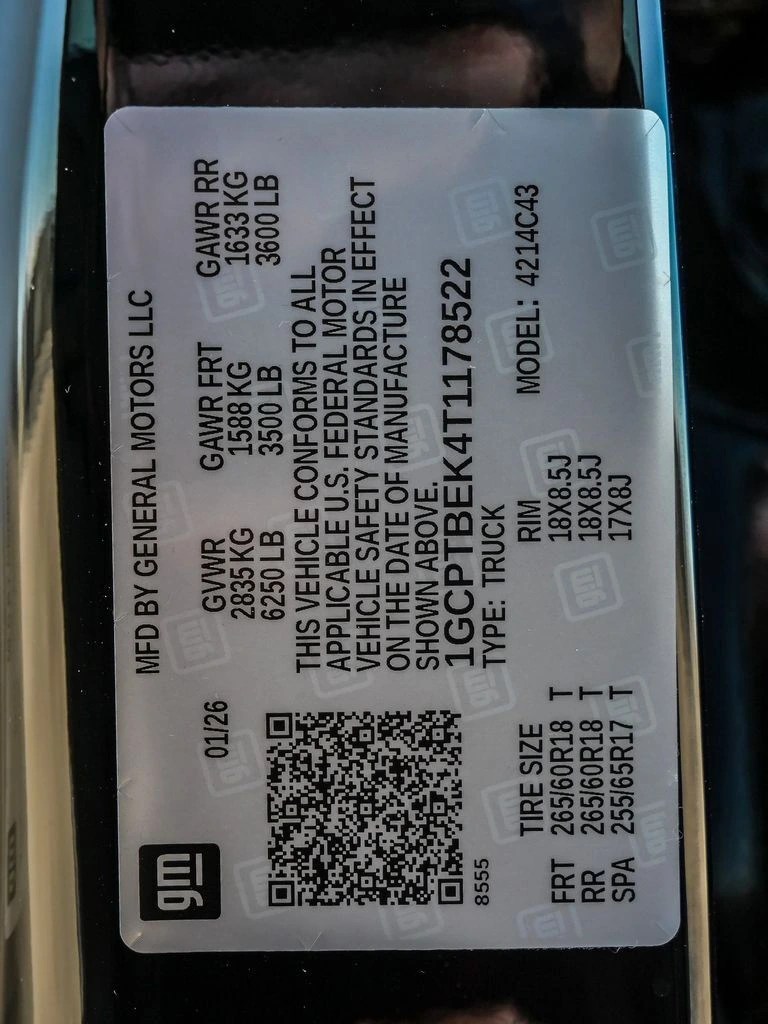 gm
MFD BY GENERAL MOTORS LLC
01/26
GVWR GAWR FRT GAWR RR
2835 KG 1588 KG 1633 KG
6250 LB 3500 LB 3600 LB
THIS VEHICLE CONFORMS TO ALL
APPLICABLE U.S. FEDERAL MOTOR
VEHICLE SAFETY STANDARDS IN EFFECT
ON THE DATE OF MANUFACTURE
SHOWN ABOVE.
1GCPTBEK4T1178522
TYPE: TRUCK MODEL: 4214C43
8555
TIRE SIZE RIM
FRT 265/60R18 T 18X8.5J
RR 265/60R18 T 18X8.5J
SPA 255/65R17 T 17X8J